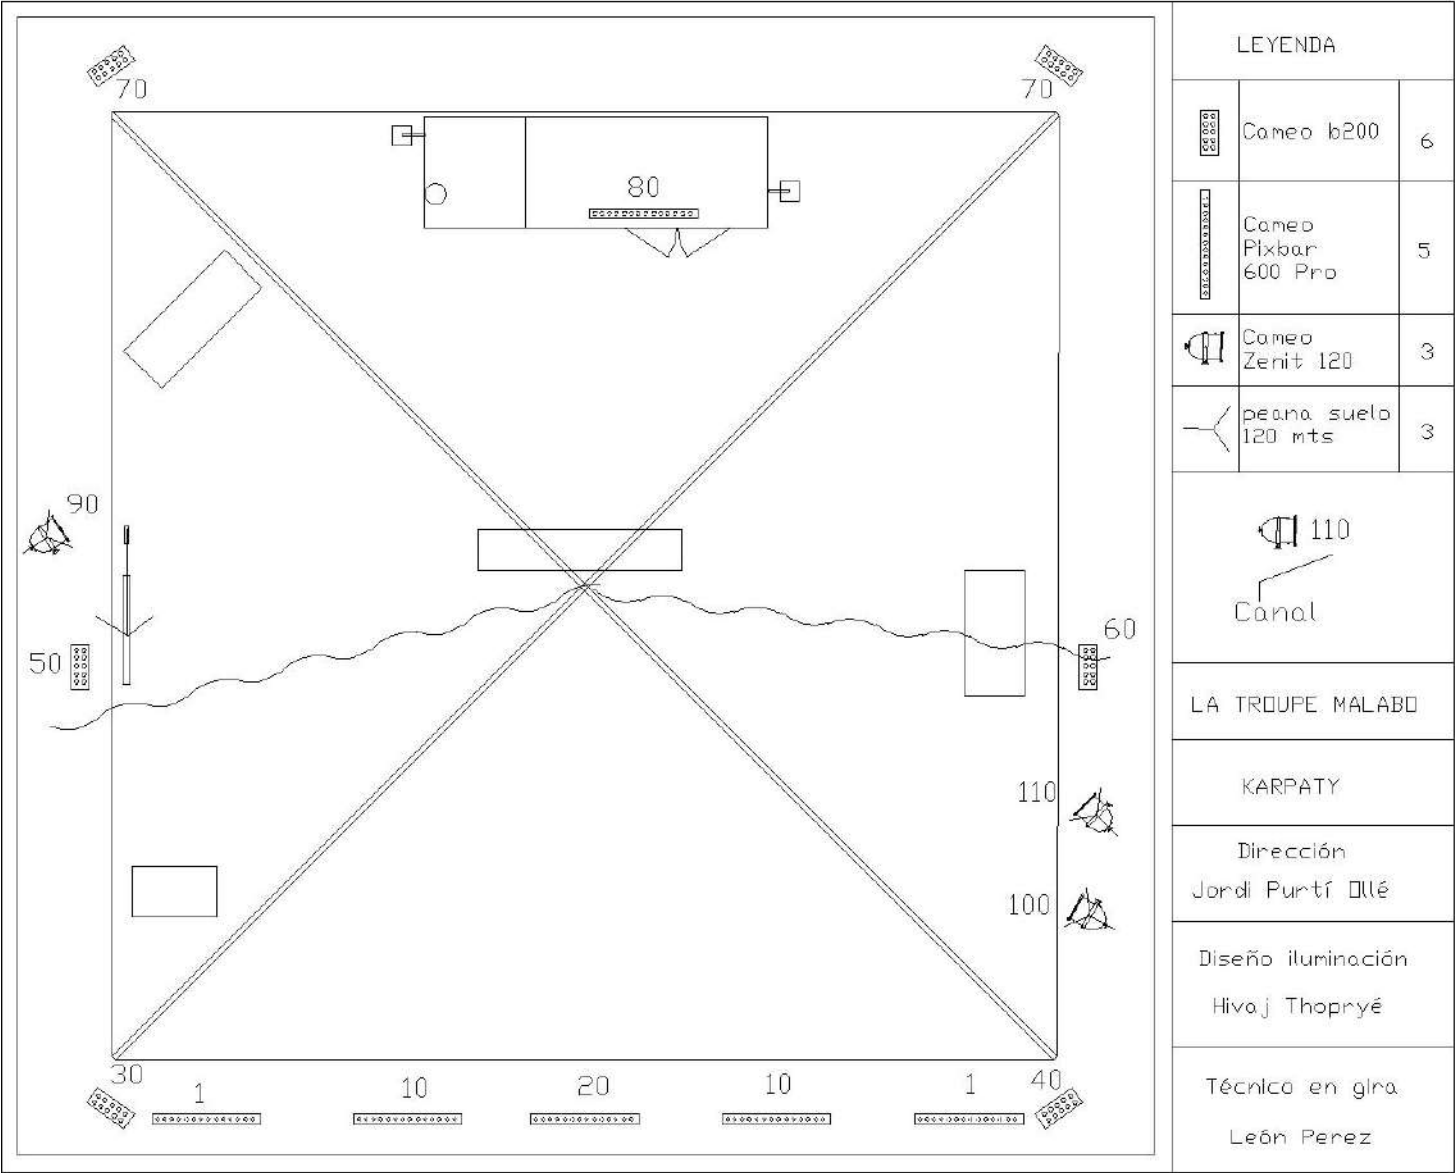 70
70
80
90
50
60
110
100
30
1
10
20
10
1
40
LEYENDA
Cameo b200
6
Cameo
Pixbar
600 Pro
5
Cameo
Zenit 120
3
peana suelo
120 mts
3
110
Canal
LA TROUPE MALABO
KARPATY
Dirección
Jordi Purtí Ollé
Diseño iluminación
Hivaj Thopryé
Técnico en gira
León Perez